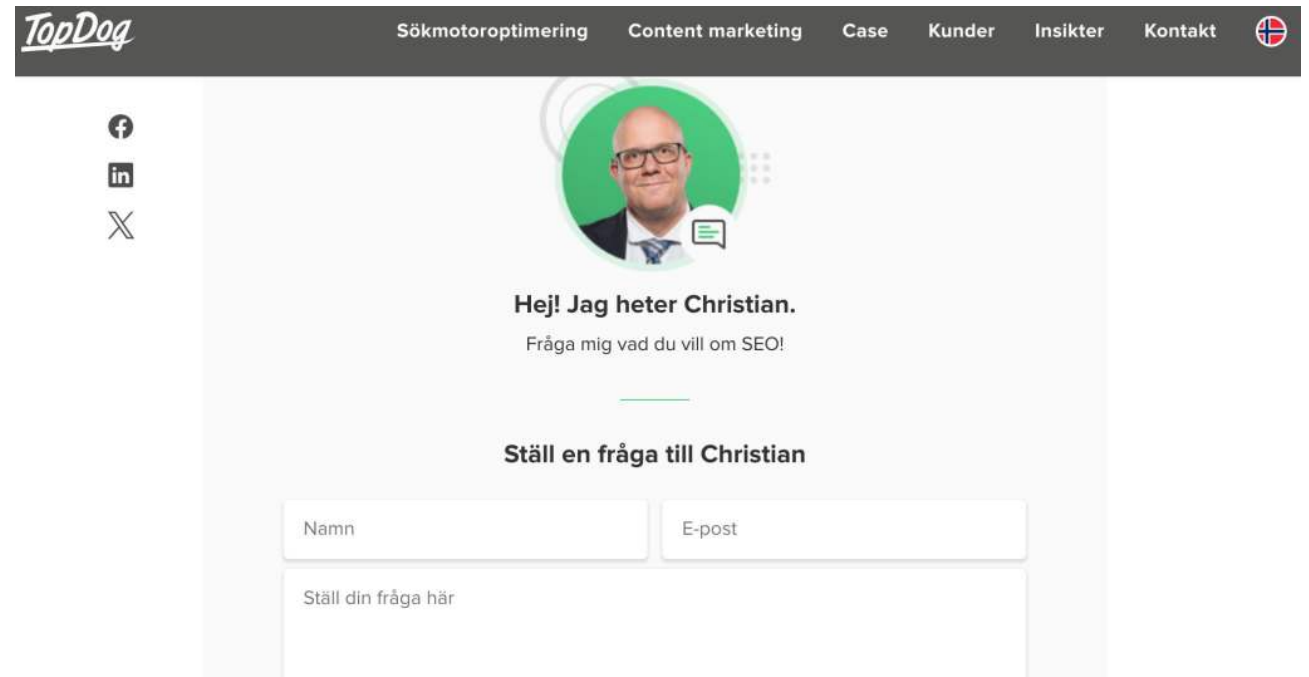 TopDog
Sökmotoroptimering Content marketing Case Kunder Insikter Kontakt
Hej! Jag heter Christian.
Fråga mig vad du vill om SEO!
Ställ en fråga till Christian
Namn E-post
Ställ din fråga här